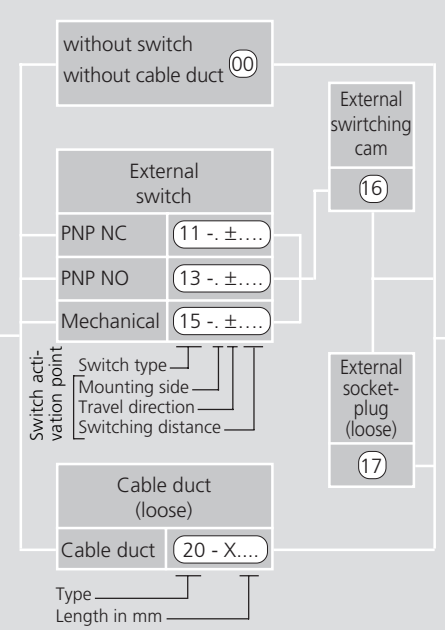 without switch
without cable duct 00
External
switch
PNP NC 11 -. ±....
PNP NO 13 -. ±....
Mechanical 15 -. ±....
Switch acti-
vation point
Switch type
Mounting side
Travel direction
Switching distance
Cable duct
(loose)
Cable duct 20 - X....
Type
Length in mm
External
swirtching
cam
16
External
socket-
plug
(loose)
17